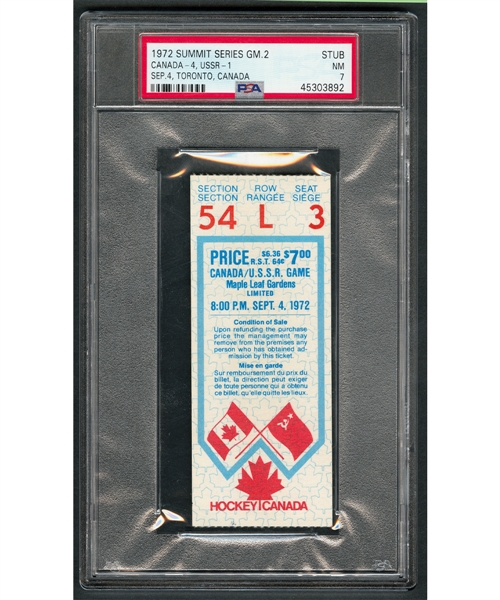 1972 SUMMIT SERIES GM.2 STUB
CANADA - 4, USSR - 1 NM
SEP.4, TORONTO, CANADA PSA 7
45303892
SECTION ROW SEAT
SECTION RANGÉE SIÈGE
54 L 3
PRICE $6.36 R.S.T. 64¢ $7.00
CANADA/U.S.S.R. GAME
Maple Leaf Gardens
LIMITED
8:00 P.M. SEPT. 4, 1972
Condition of Sale
Upon refunding the purchase
price the management may
remove from the premises any
person who has obtained ad-
mission by this ticket.
Mise en garde
Sur remboursement du prix du
billet, la direction peut exiger
de toute personne qui a obtenu
ce billet, qu'elle quitte les lieux.
HOCKEY CANADA